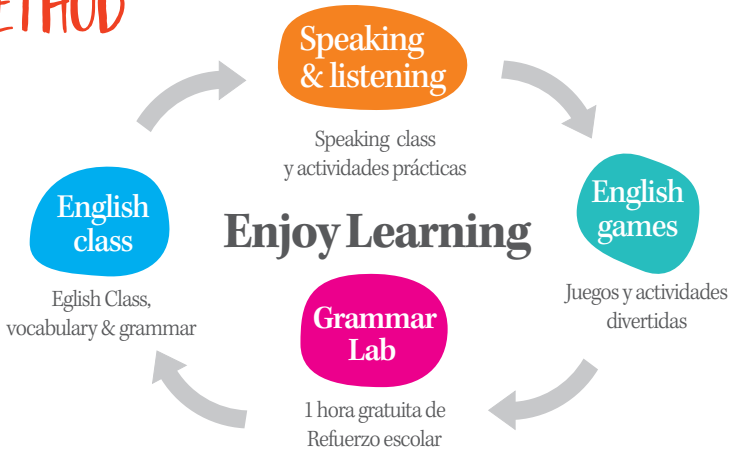 ETHOD
Speaking
& listening
Speaking class
y actividades prácticas
English
class
Eglish Class,
vocabulary & grammar
Enjoy Learning
English
games
Juegos y actividades
divertidas
Grammar
Lab
1 hora gratuita de
Refuerzo escolar